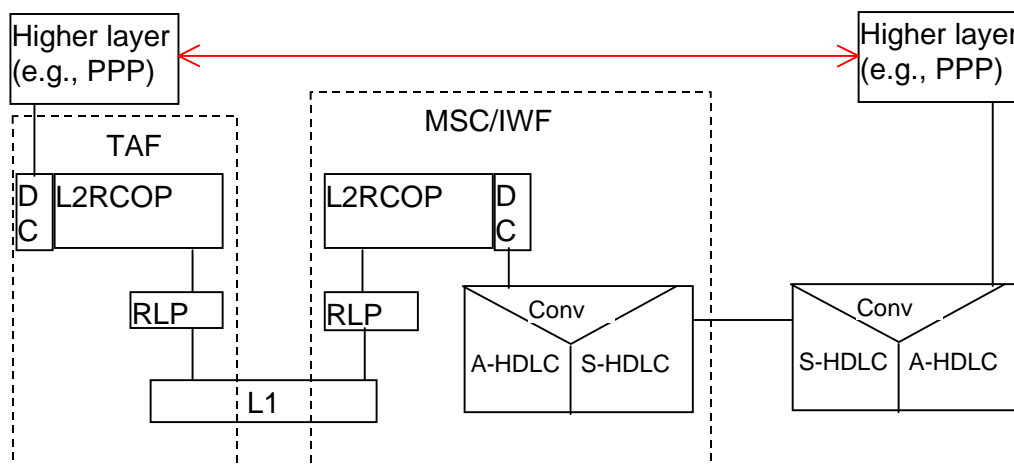 Higher layer
(e.g., PPP)
Higher layer
(e.g., PPP)
MSC/IWF
TAF
D
C
L2RCOP
L2RCOP
D
C
RLP
RLP
Conv
Conv
A-HDLC
S-HDLC
S-HDLC
A-HDLC
L1